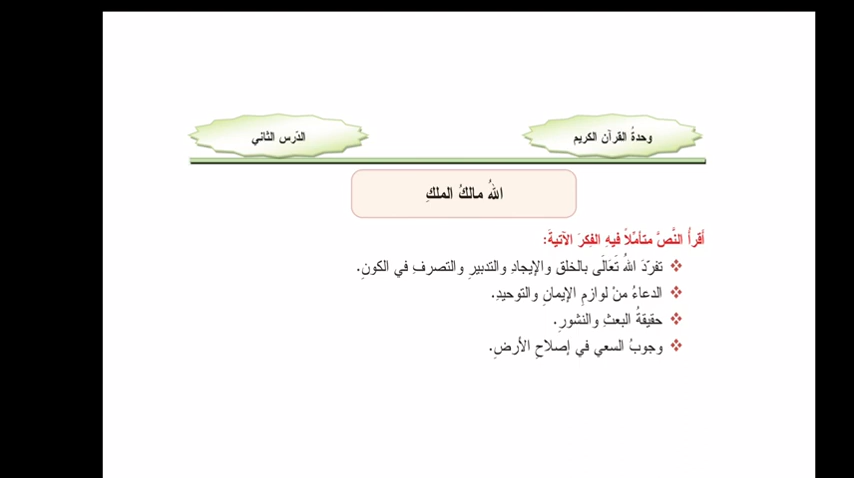 وحدةُ القرآن الكريم
الدّرس الثاني
اللهُ مالكُ الملكِ
أقرأُ النَّصَّ متأمِّلاً فيهِ الفِكرَ الآتيةَ:
تفرّدَ اللهُ تَعَالَى بالخلقِ والإيجادِ والتدبيرِ والتصرفِ في الكونِ.
الدعاءُ منْ لوازمِ الإيمانِ والتوحيدِ.
حقيقةُ البعثِ والنشورِ.
وجوبُ السعي في إصلاحِ الأرضِ.